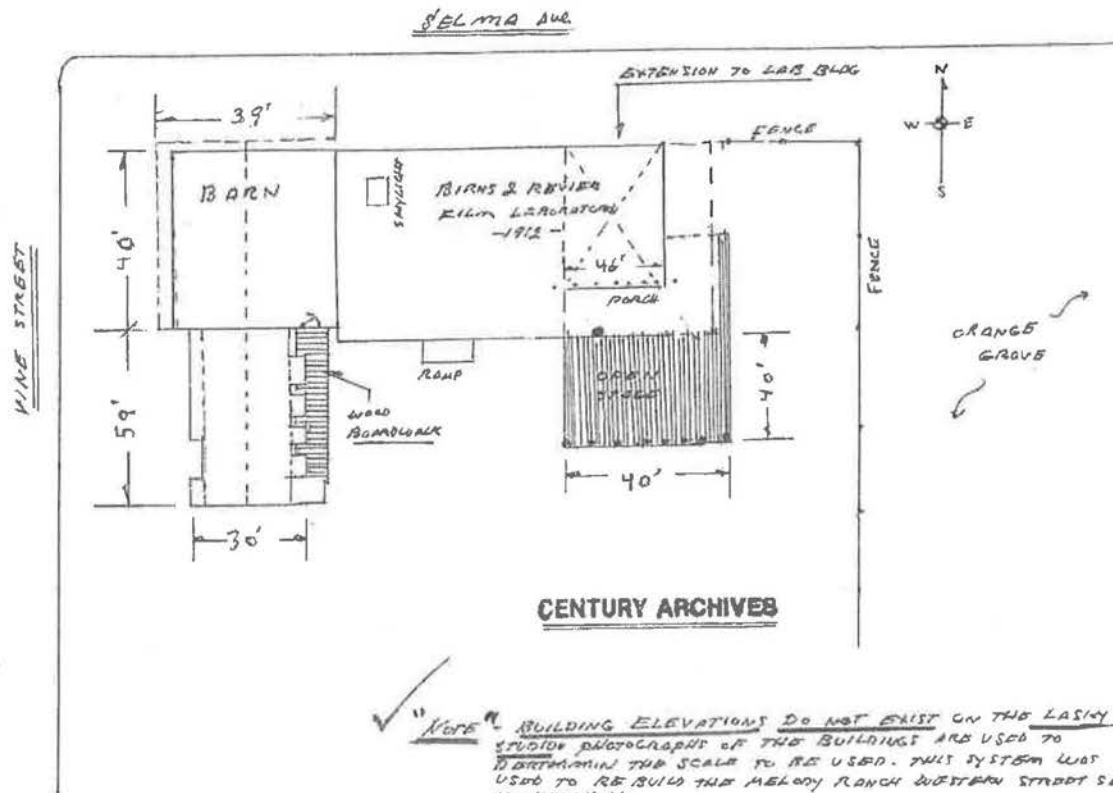 SELMA AVE
EXTENSION TO LAB BLDG
N
W E
S
FENCE
39'
BARN
SKYLIGHT
BIRNS & REVIER
FILM LABORATORY
-1912-
46'
PORCH
FENCE
VINE STREET
40'
59'
RAMP
WOOD
BOARDWALK
OPEN
STAGE
40'
40'
30'
ORANGE
GROVE
CENTURY ARCHIVES
"NOTE" - BUILDING ELEVATIONS DO NOT EXIST ON THE LASKY
STUDIO PHOTOGRAPHS OF THE BUILDINGS ARE USED TO
THE SCALE TO BE USED. THIS SYSTEM WAS
USED TO RE BUILD THE MELODY RANCH WESTERN STREET